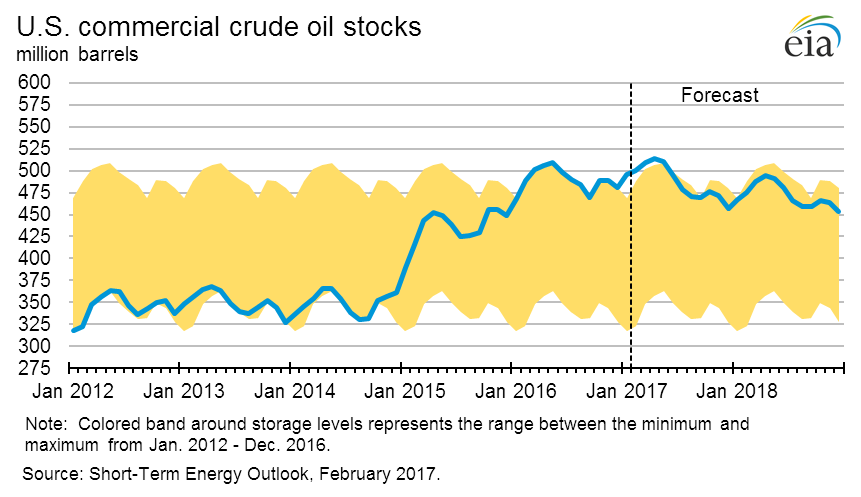 U.S. commercial crude oil stocks
million barrels
eia
Forecast
600
575
550
525
500
475
450
425
400
375
350
325
300
275
Jan 2012 Jan 2013 Jan 2014 Jan 2015 Jan 2016 Jan 2017 Jan 2018
Note: Colored band around storage levels represents the range between the minimum and
maximum from Jan. 2012 - Dec. 2016.
Source: Short-Term Energy Outlook, February 2017.